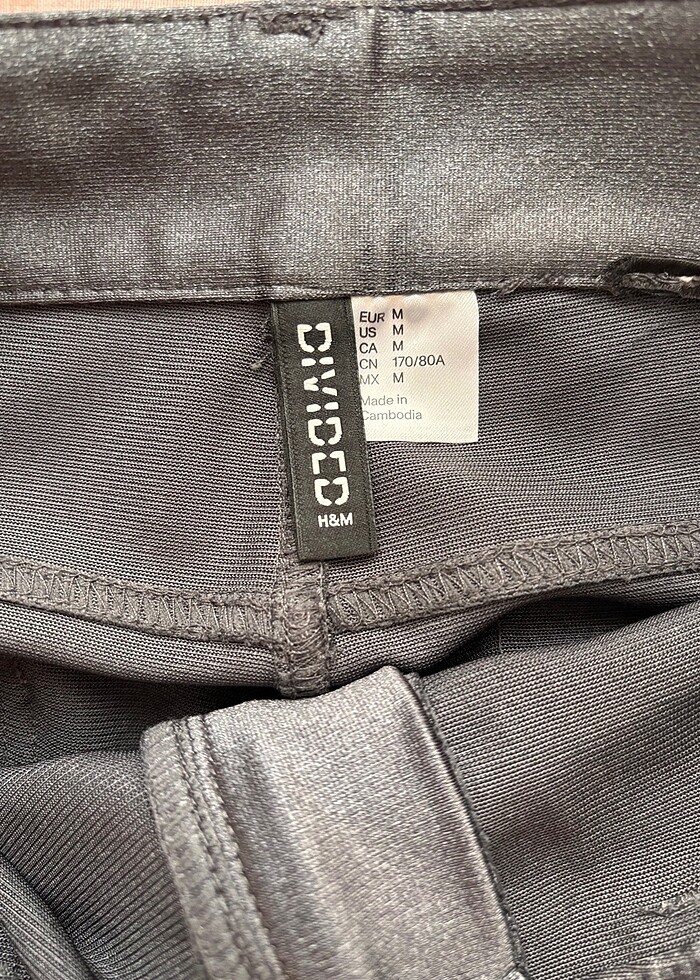 DIVIDED
H&M
EUR M
US M
CA M
CN 170/80A
MX M
Made in
Cambodia